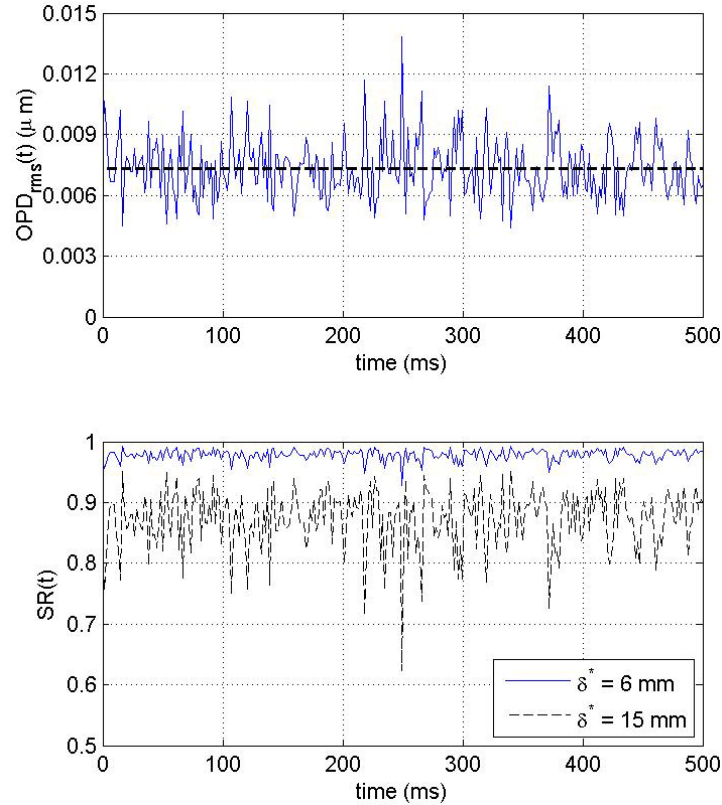 0.015
0.012
0.009
0.006
0.003
0
OPDrms(t) (μ m)
0 100 200 300 400 500
time (ms)
1
0.9
0.8
0.7
0.6
0.5
SR(t)
δ* = 6 mm
δ* = 15 mm
0 100 200 300 400 500
time (ms)